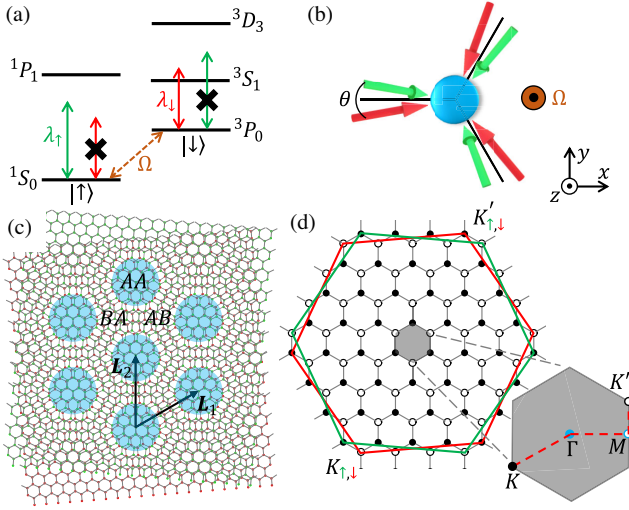 (a)
³D₃
¹P₁
³S₁
λ↑
λ↓
³P₀
Ω
|↓⟩
¹S₀
|↑⟩
(b)
θ
Ω
y
z
x
(c)
AA
BA
AB
L₂
L₁
(d)
K′↑,↓
K↑,↓
K′
Γ
M
K